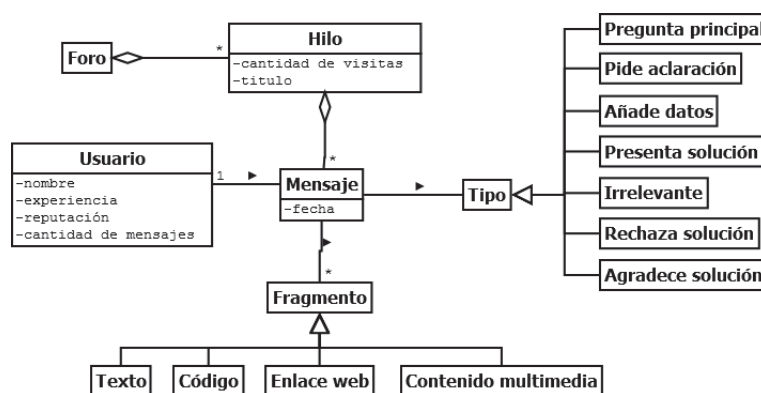 Foro
*
Hilo
-cantidad de visitas
-titulo
Usuario
-nombre
-experiencia
-reputación
-cantidad de mensajes
1
*
Mensaje
-fecha
*
Fragmento
Texto
Código
Enlace web
Contenido multimedia
Tipo
Pregunta principal
Pide aclaración
Añade datos
Presenta solución
Irrelevante
Rechaza solución
Agradece solución